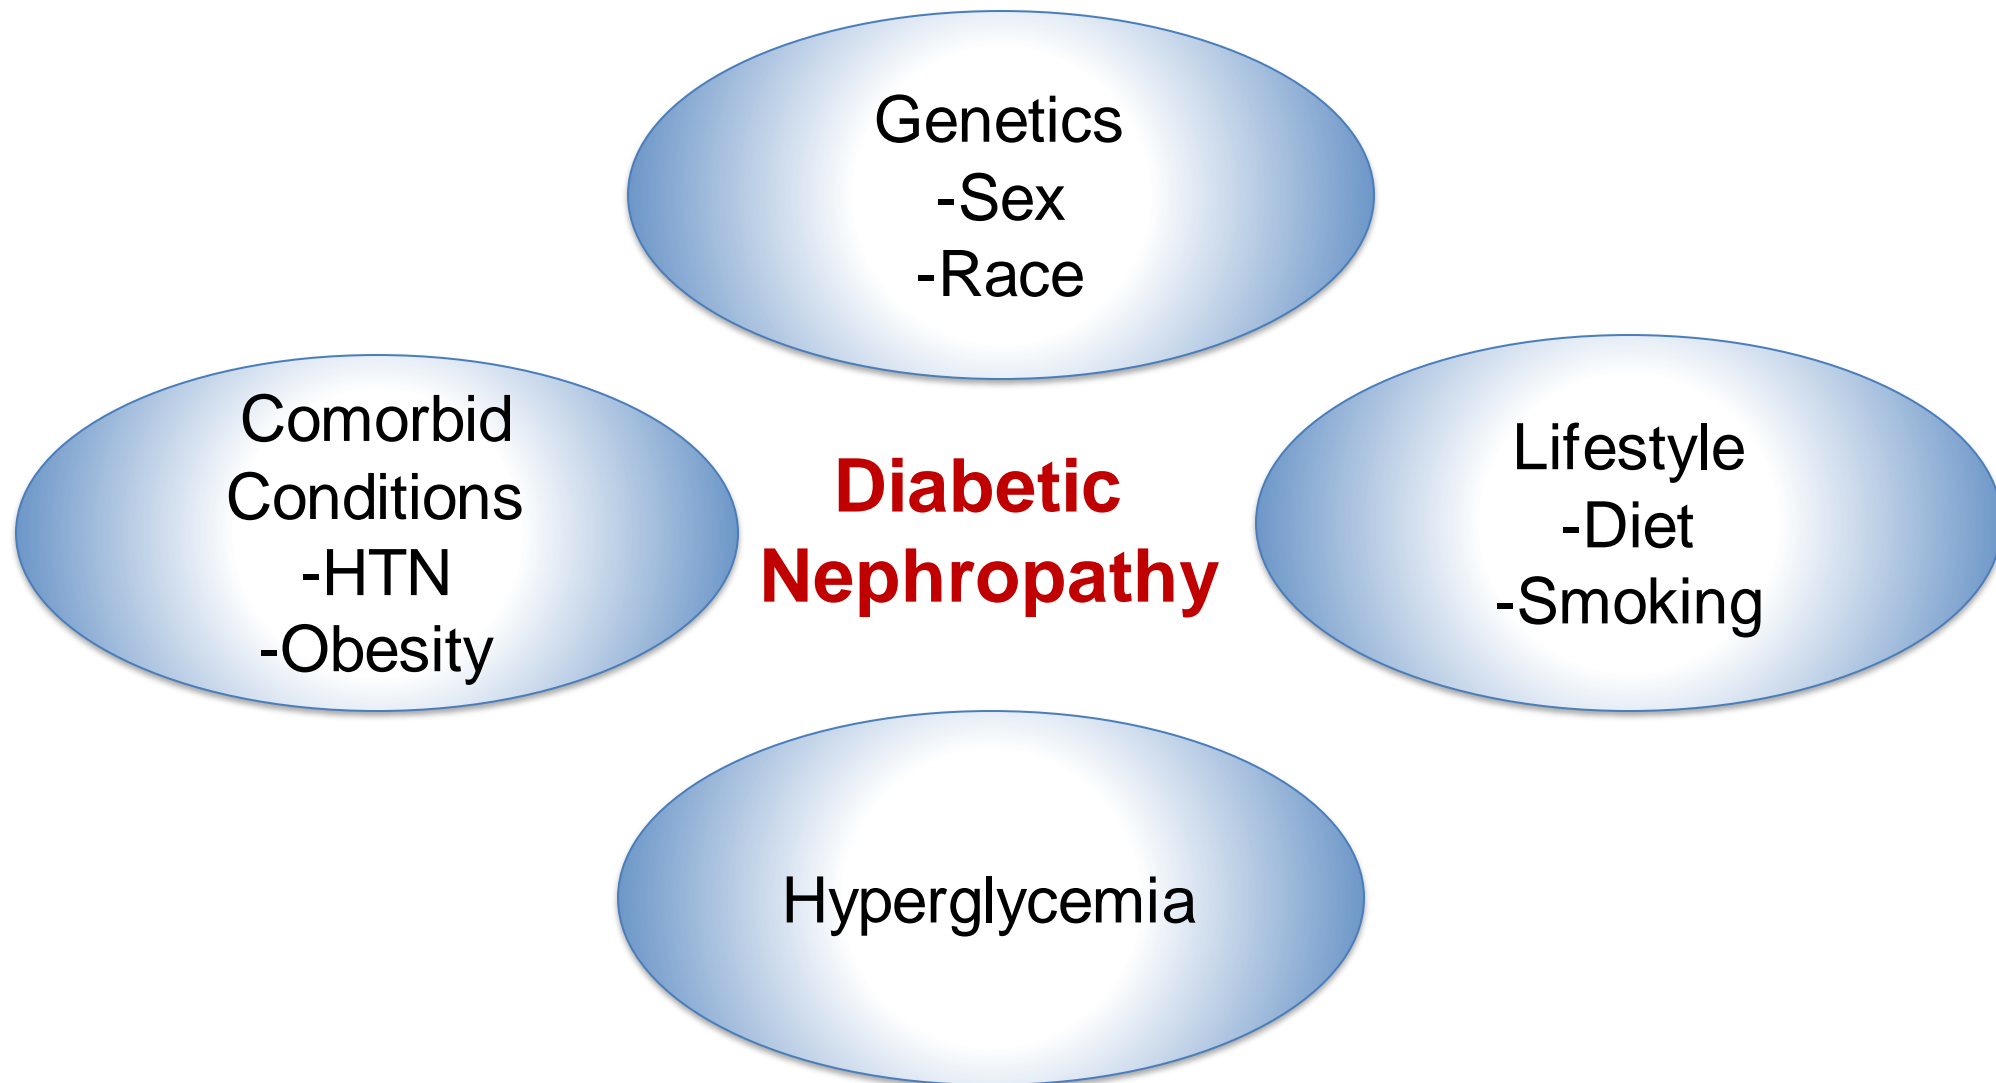 Genetics
-Sex
-Race
Comorbid
Conditions
-HTN
-Obesity
Diabetic
Nephropathy
Lifestyle
-Diet
-Smoking
Hyperglycemia